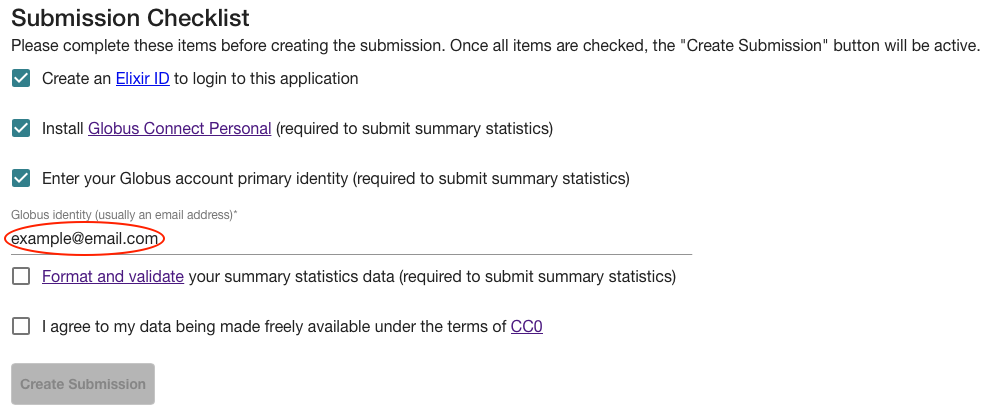 Submission Checklist
Please complete these items before creating the submission. Once all items are checked, the "Create Submission" button will be active.
Create an Elixir ID to login to this application
Install Globus Connect Personal (required to submit summary statistics)
Enter your Globus account primary identity (required to submit summary statistics)
Globus identity (usually an email address)*
example@email.com
Format and validate your summary statistics data (required to submit summary statistics)
I agree to my data being made freely available under the terms of CC0
Create Submission